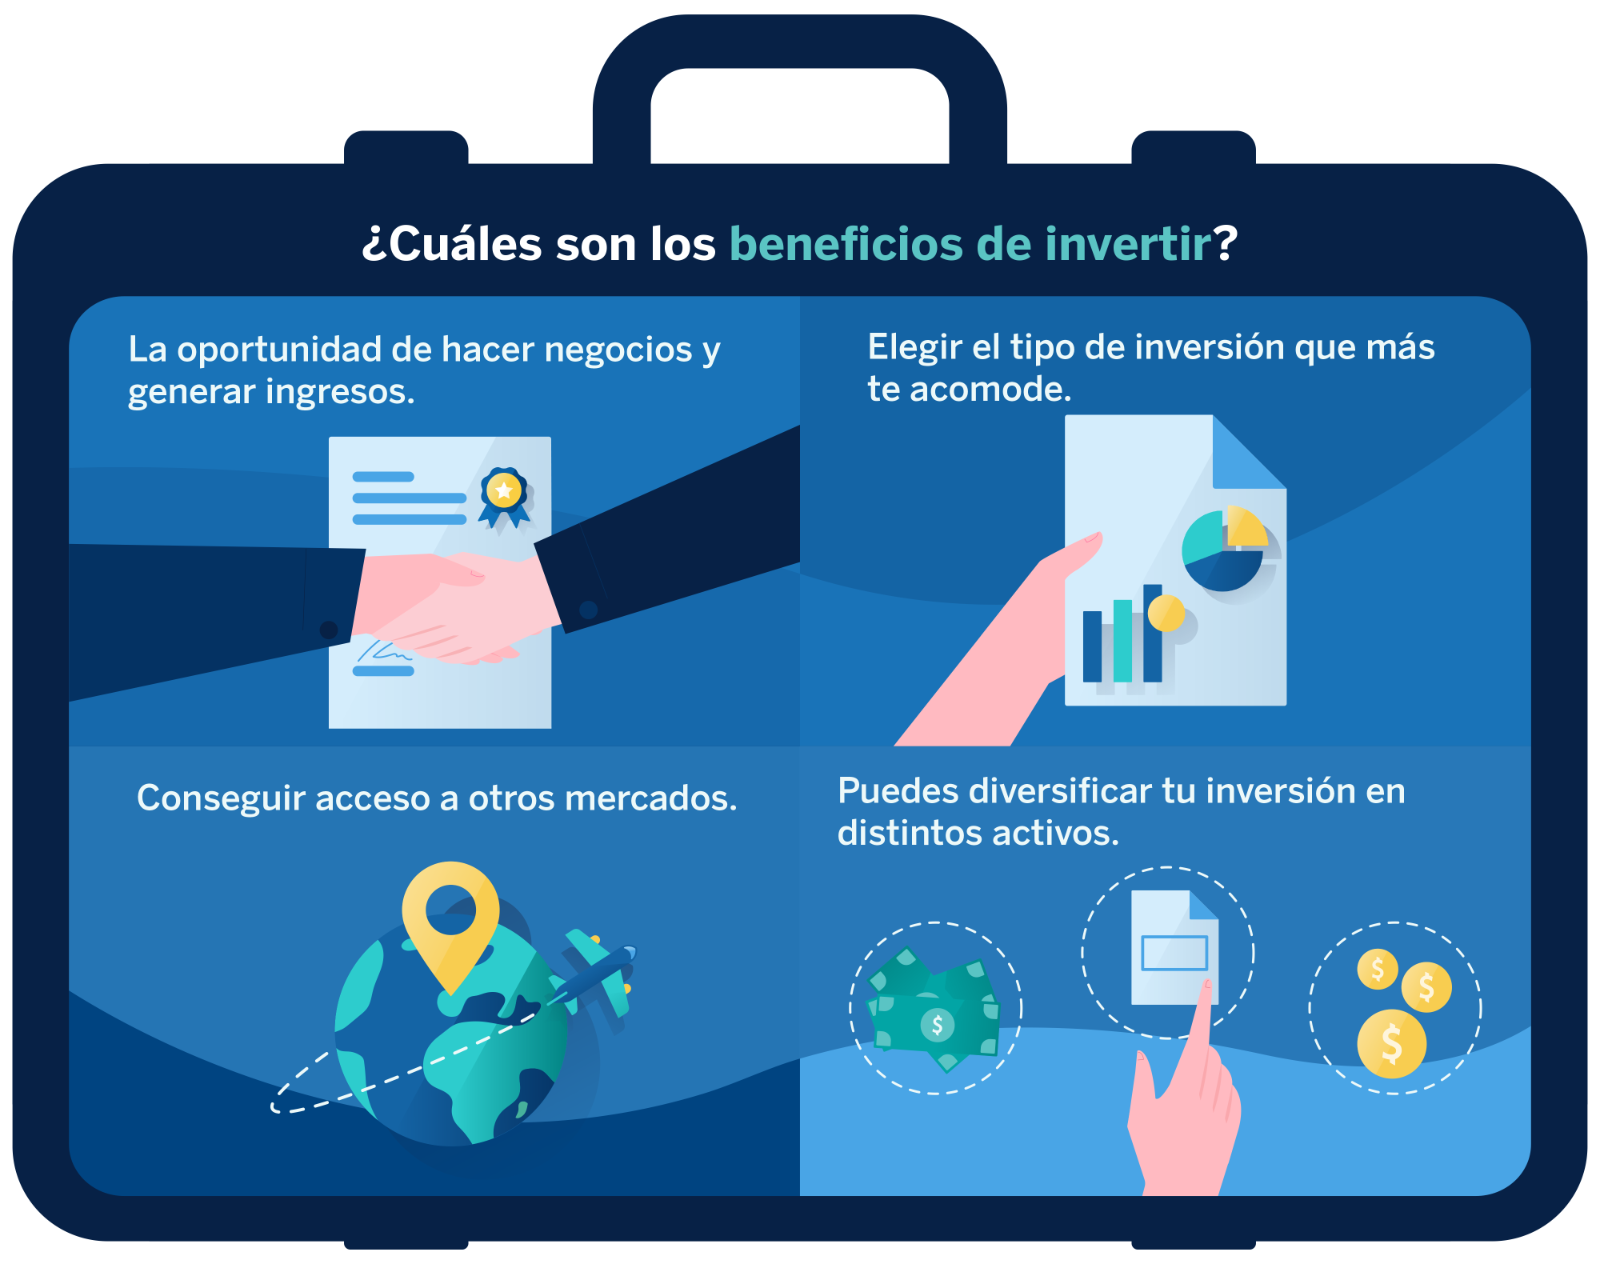 ¿Cuáles son los beneficios de invertir?
La oportunidad de hacer negocios y
generar ingresos.
Elegir el tipo de inversión que más
te acomode.
Conseguir acceso a otros mercados.
Puedes diversificar tu inversión en
distintos activos.
$
$
$
$